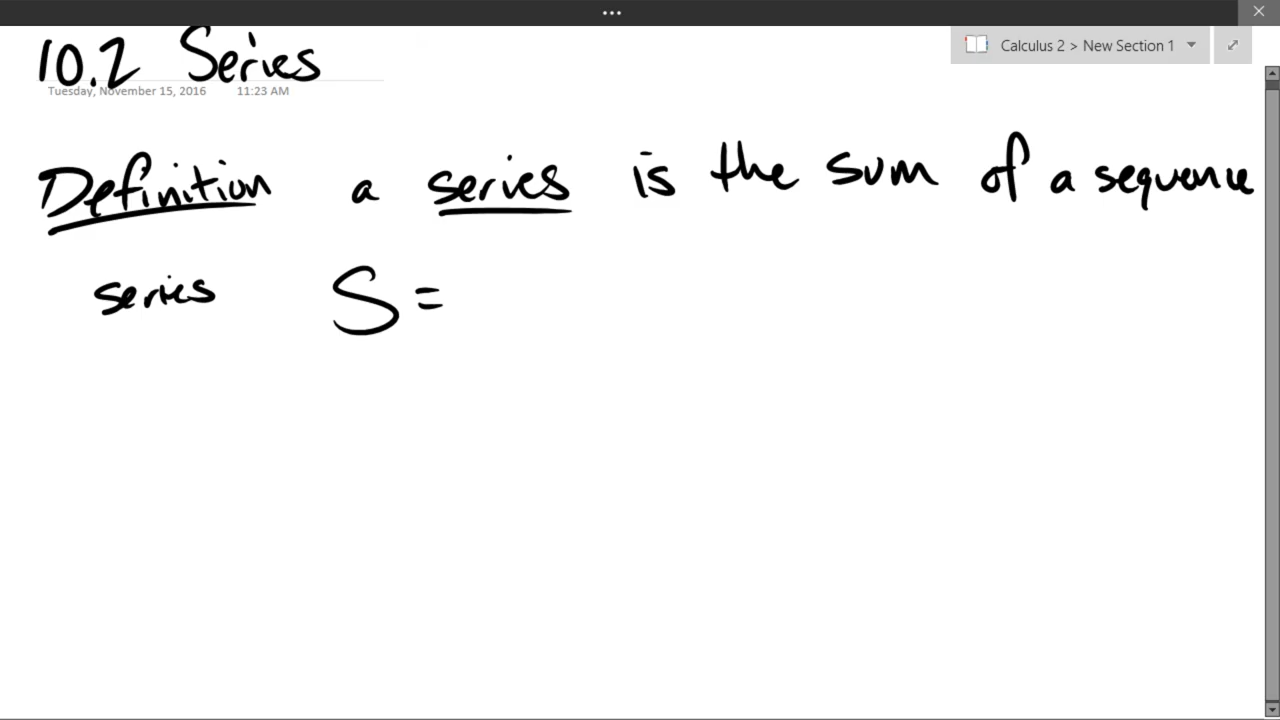 •••
Calculus 2 > New Section 1
10.2 Series
Tuesday, November 15, 2016 11:23 AM
Definition a series is the sum of a sequence
series S =